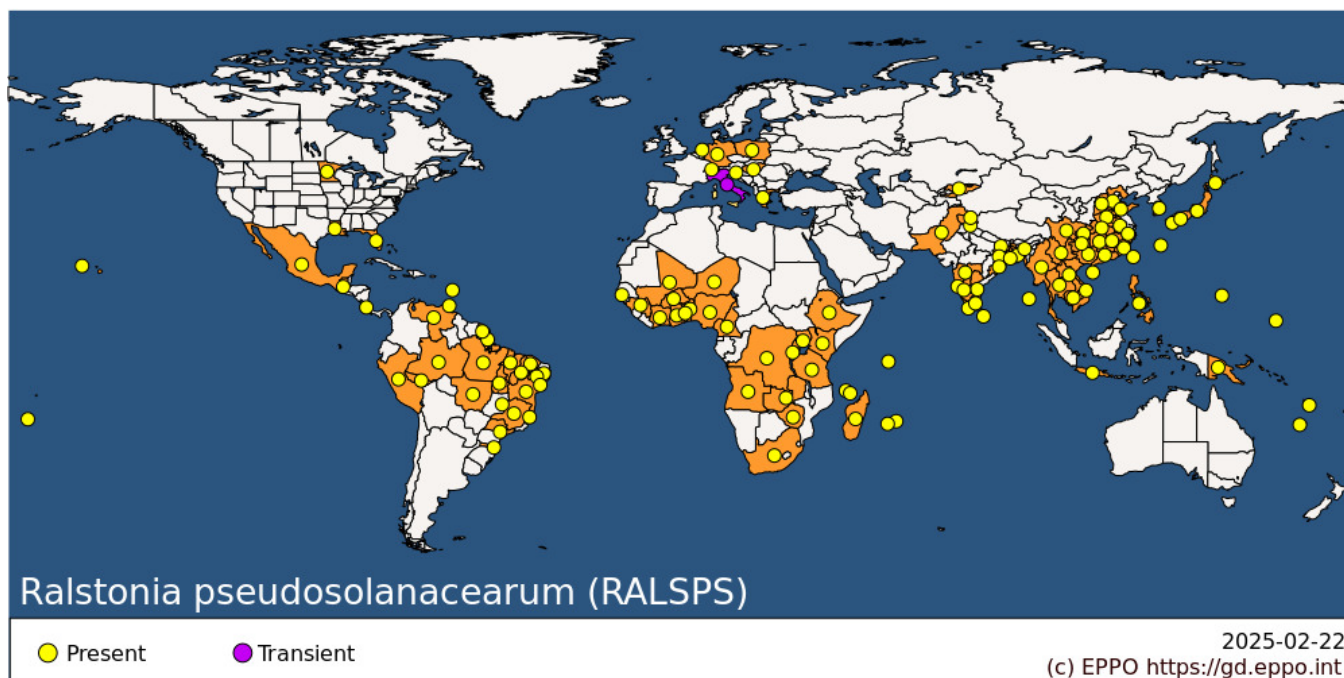 Ralstonia pseudosolanacearum (RALSPS)
Present
Transient
2025-02-22
(c) EPPO https://gd.eppo.int